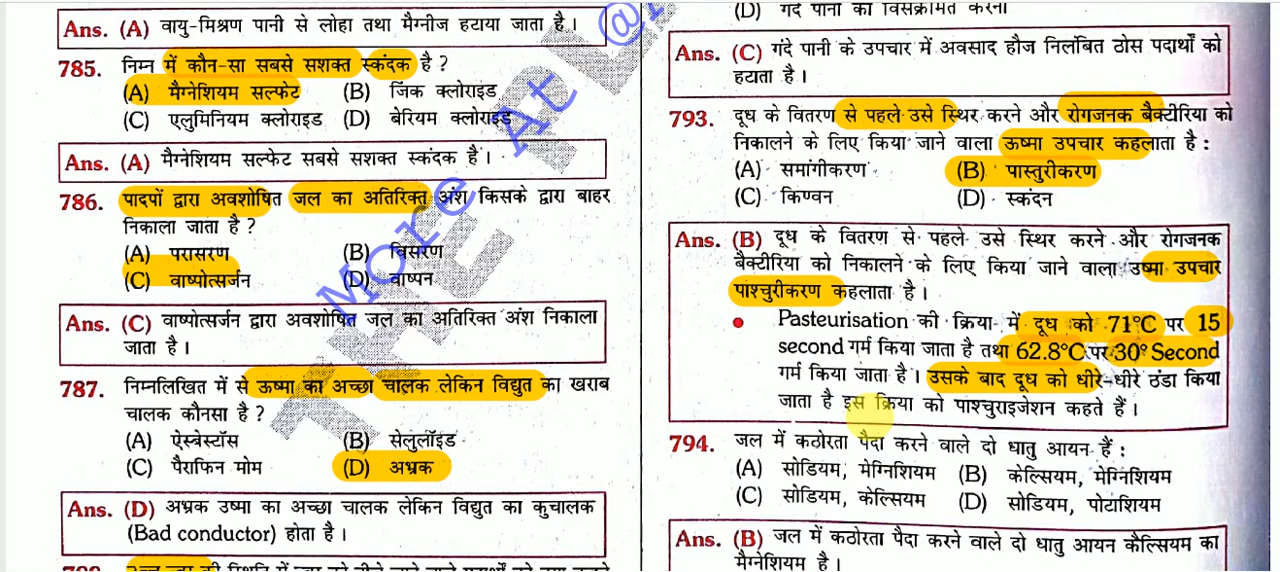 Ans. (A) वायु-मिश्रण पानी से लोहा तथा मैग्नीज हटाया जाता है।
785. निम्न में कौन-सा सबसे सशक्त स्कंदक है ?
(A) मैग्नेशियम सल्फेट (B) जिंक क्लोराइड
(C) एलुमिनियम क्लोराइड (D) बेरियम क्लोराइड
Ans. (A) मैग्नेशियम सल्फेट सबसे सशक्त स्कंदक है।
786. पादपों द्वारा अवशोषित जल का अतिरिक्त अंश किसके द्वारा बाहर
निकाला जाता है ?
(A) परासरण (B) विसरण
(C) वाष्पोत्सर्जन (D) वाष्पन
Ans. (C) वाष्पोत्सर्जन द्वारा अवशोषित जल का अतिरिक्त अंश निकाला
जाता है।
787. निम्नलिखित में से ऊष्मा का अच्छा चालक लेकिन विद्युत का खराब
चालक कौनसा है ?
(A) ऐस्बेस्टॉस (B) सेलुलॉइड
(C) पैराफिन मोम (D) अभ्रक
Ans. (D) अभ्रक उष्मा का अच्छा चालक लेकिन विद्युत का कुचालक
(Bad conductor) होता है।
(D) गंदे पानी को विसंक्रमित करना
Ans. (C) गंदे पानी के उपचार में अवसाद हौज निलंबित ठोस पदार्थों को
हटाता है।
793. दूध के वितरण से पहले उसे स्थिर करने और रोगजनक बैक्टीरिया को
निकालने के लिए किया जाने वाला ऊष्मा उपचार कहलाता है :
(A) समांगीकरण (B) पास्तुरीकरण
(C) किण्वन (D) स्कंदन
Ans. (B) दूध के वितरण से पहले उसे स्थिर करने और रोगजनक
बैक्टीरिया को निकालने के लिए किया जाने वाला उष्मा उपचार
पाश्चुरीकरण कहलाता है।
• Pasteurisation की क्रिया में दूध को 71°C पर 15
second गर्म किया जाता है तथा 62.8°C पर 30° Second
गर्म किया जाता है। उसके बाद दूध को धीरे-धीरे ठंडा किया
जाता है इस क्रिया को पाश्चुराइजेशन कहते हैं।
794. जल में कठोरता पैदा करने वाले दो धातु आयन हैं :
(A) सोडियम, मेग्निशियम (B) केल्सियम, मेग्निशियम
(C) सोडियम, केल्सियम (D) सोडियम, पोटाशियम
Ans. (B) जल में कठोरता पैदा करने वाले दो धातु आयन कैल्सियम का
मैग्नेशियम है।
More At @
THE